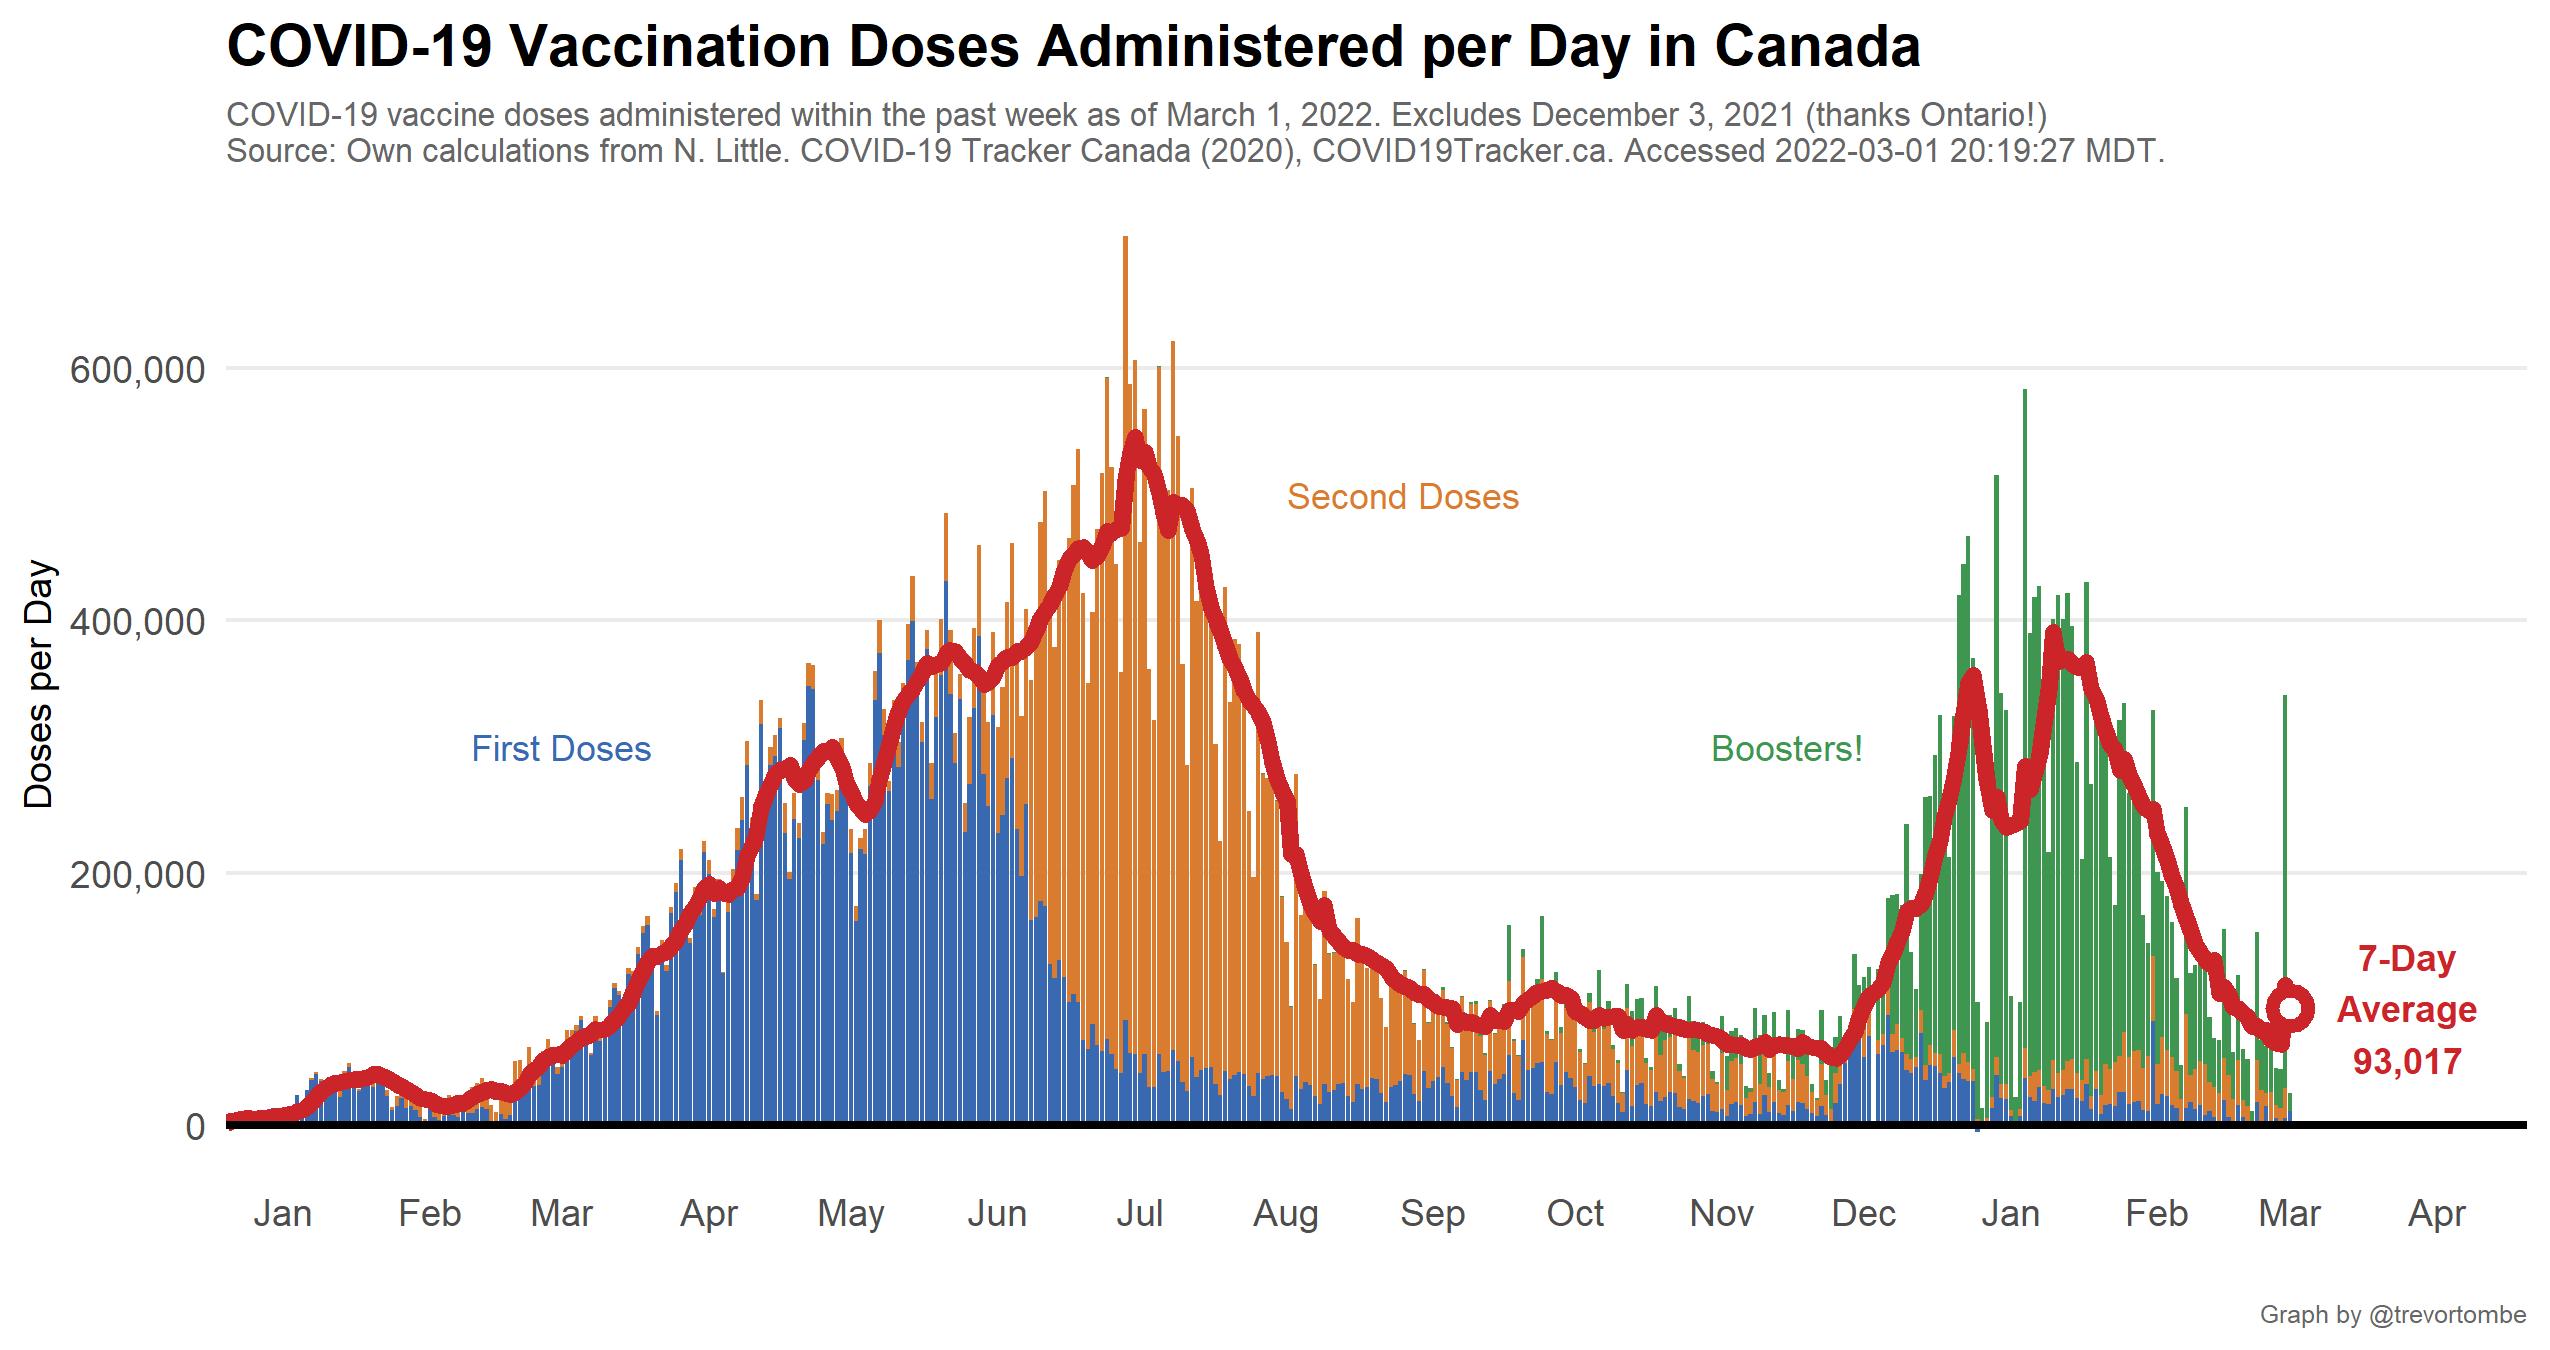 COVID-19 Vaccination Doses Administered per Day in Canada
COVID-19 vaccine doses administered within the past week as of March 1, 2022. Excludes December 3, 2021 (thanks Ontario!)
Source: Own calculations from N. Little. COVID-19 Tracker Canada (2020), COVID19Tracker.ca. Accessed 2022-03-01 20:19:27 MDT.
Doses per Day
600,000
400,000
200,000
0
First Doses
Second Doses
Boosters!
7-Day
Average
93,017
Jan Feb Mar Apr May Jun Jul Aug Sep Oct Nov Dec Jan Feb Mar Apr
Graph by @trevortombe